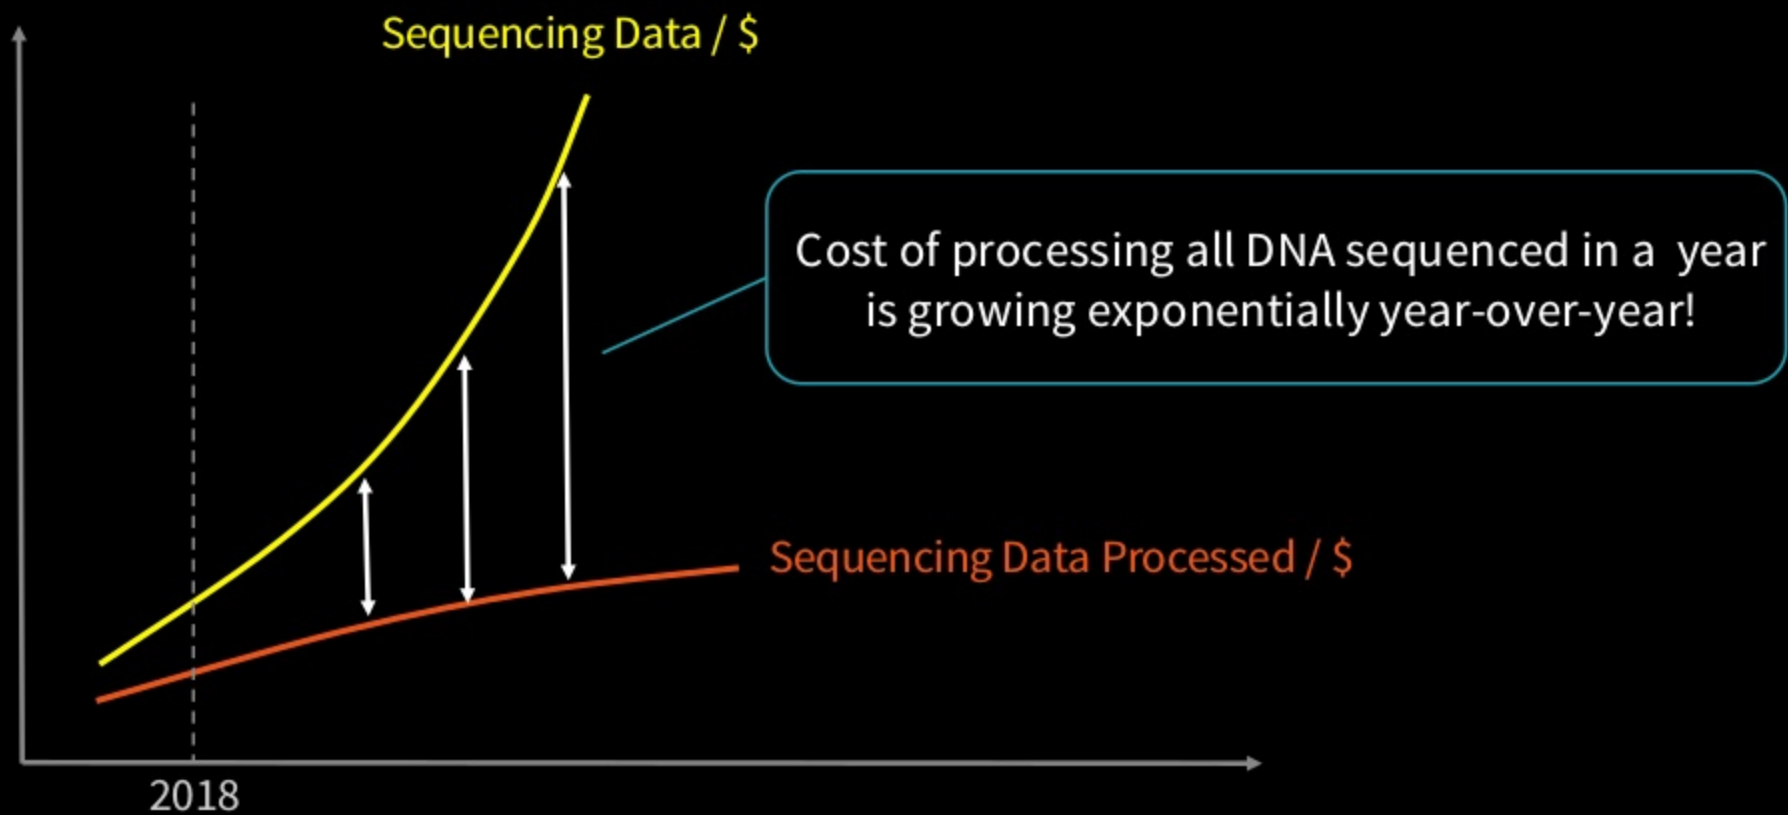 Sequencing Data / $
Cost of processing all DNA sequenced in a  year
is growing exponentially year-over-year!
Sequencing Data Processed / $
2018